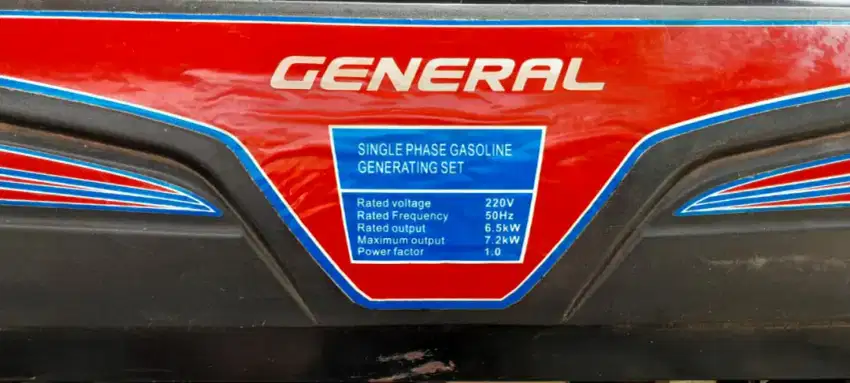 GENERAL
SINGLE PHASE GASOLINE
GENERATING SET
Rated voltage 220V
Rated Frequency 50Hz
Rated output 6.5kW
Maximum output 7.2kW
Power factor 1.0